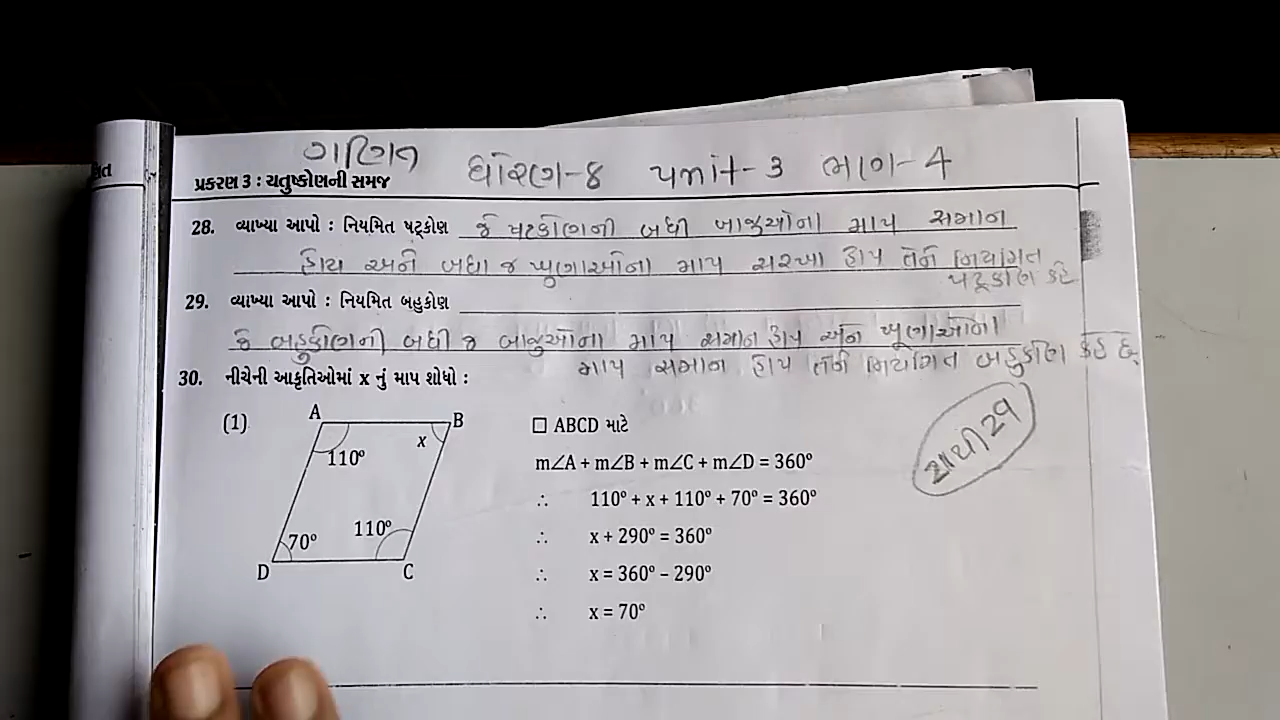 ગણિત ધોરણ-8 યુનિટ-3 ભાગ-4
પ્રકરણ 3 : ચતુષ્કોણની સમજ
28. વ્યાખ્યા આપો : નિયમિત ષટ્કોણ જે ષટકોણની બધી બાજુઓના માપ સમાન
હોય અને બધા જ ખુણાઓના માપ સરખા હોય તેને નિયમિત
ષટ્કોણ કહે
29. વ્યાખ્યા આપો : નિયમિત બહુકોણ
જે બહુકોણની બધી જ બાજુઓના માપ સમાન હોય અને ખૂણાઓના
માપ સમાન હોય તેને નિયમિત બહુકોણ કહે છે.
30. નીચેની આકૃતિઓમાં x નું માપ શોધો :
(1) A B x 110° 70° 110° D C
□ ABCD માટે
m∠A + m∠B + m∠C + m∠D = 360°
∴ 110° + x + 110° + 70° = 360°
∴ x + 290° = 360°
∴ x = 360° – 290°
∴ x = 70°